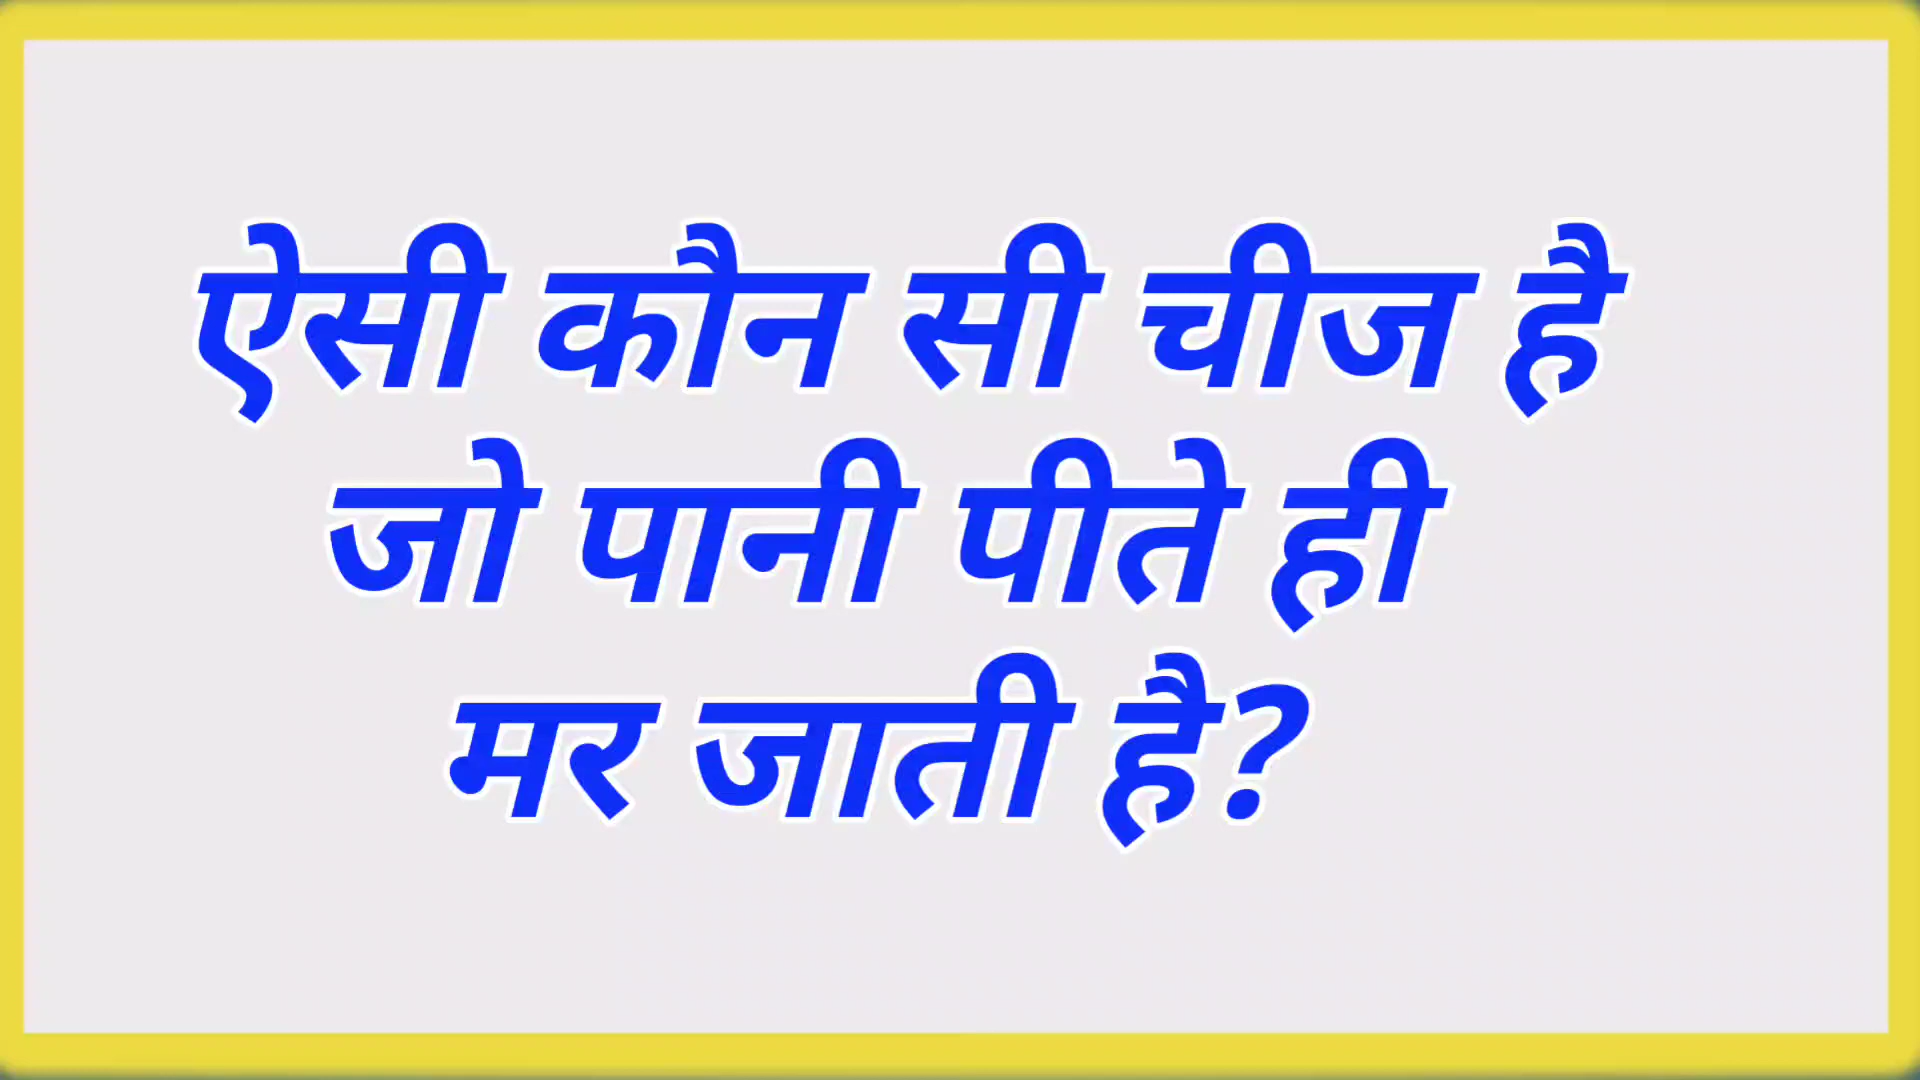 ऐसी कौन सी चीज है
जो पानी पीते ही
मर जाती है?